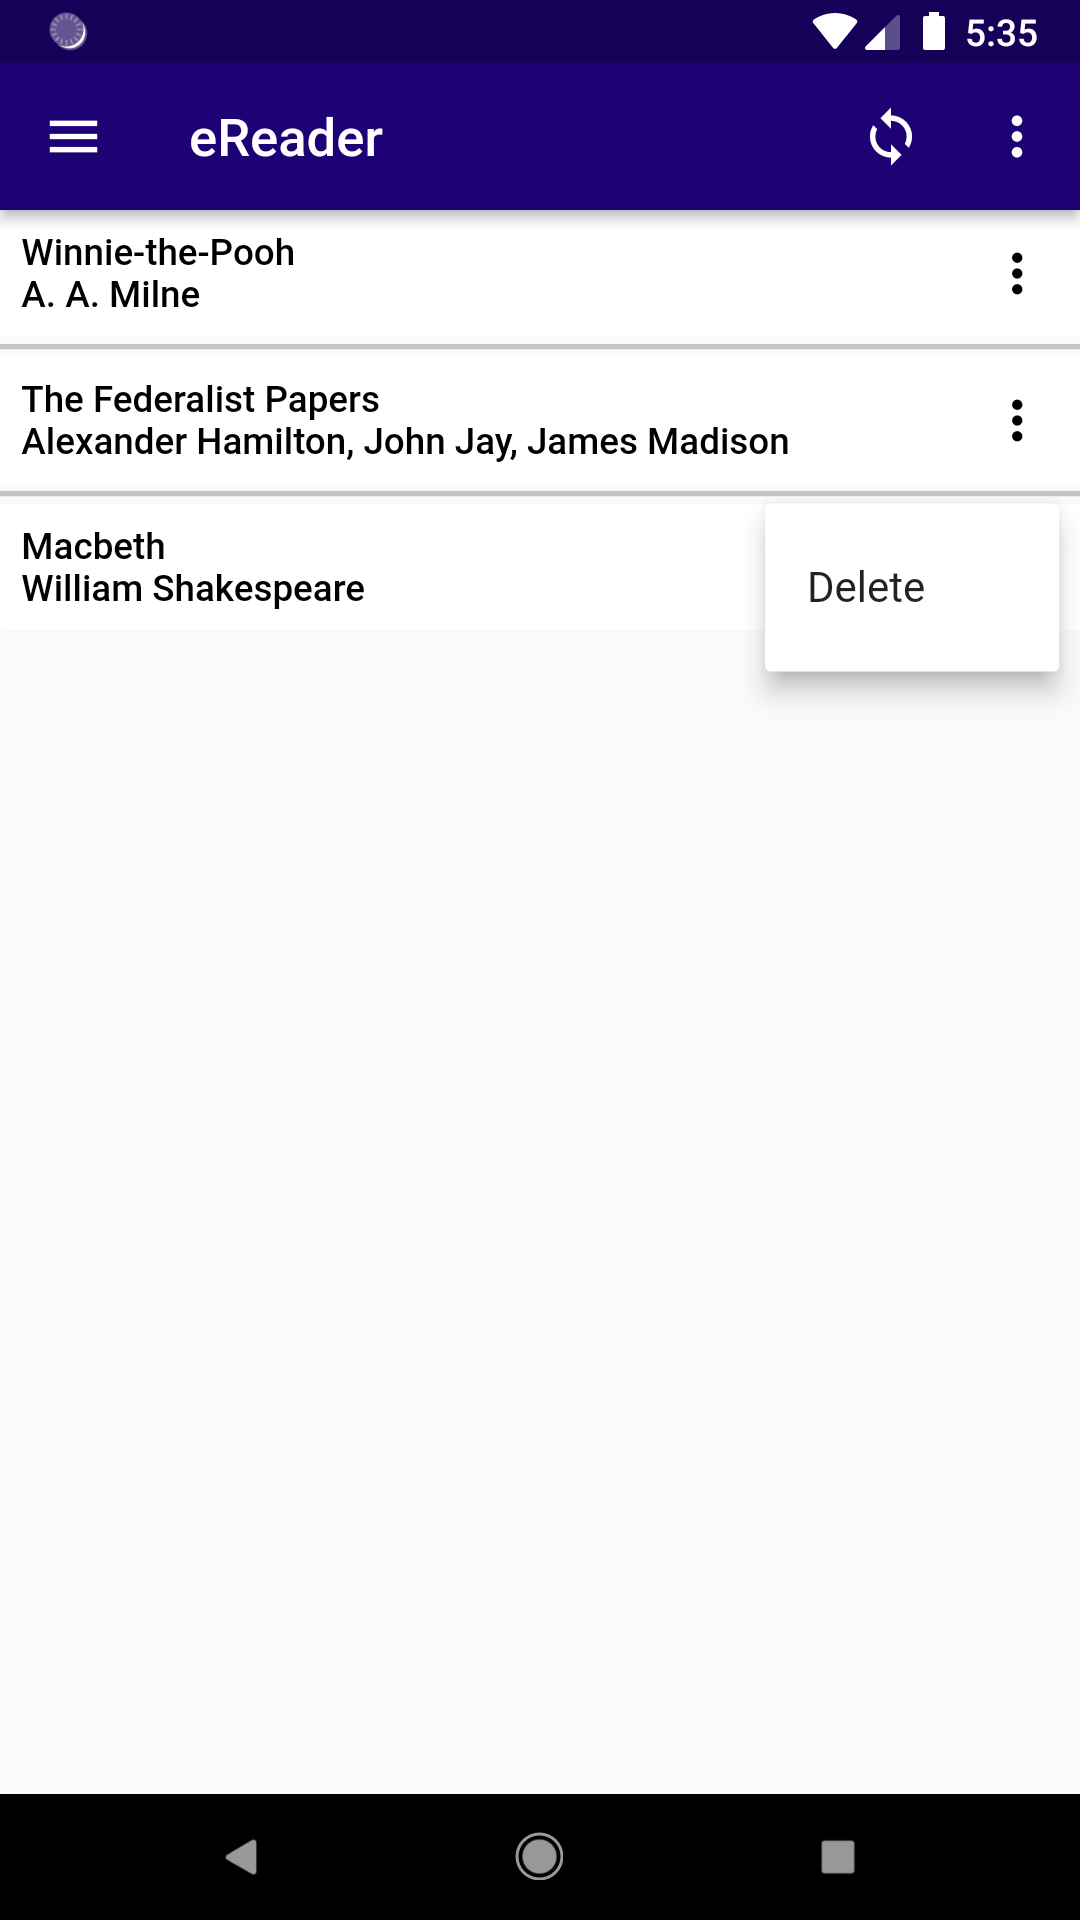 5:35
eReader
Winnie-the-Pooh
A. A. Milne
The Federalist Papers
Alexander Hamilton, John Jay, James Madison
Macbeth
William Shakespeare
Delete